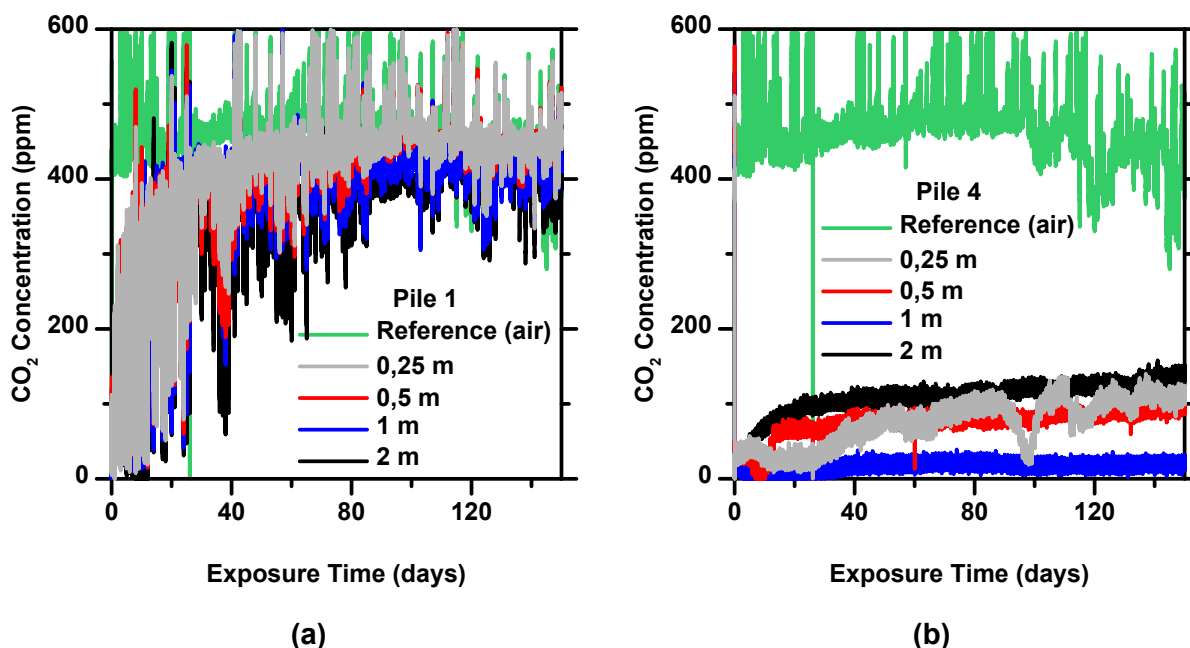 600
400
200
0
CO2 Concentration (ppm)
0
40
80
120
Exposure Time (days)
Pile 1
Reference (air)
0,25 m
0,5 m
1 m
2 m
(a)
600
400
200
0
CO2 Concentration (ppm)
0
40
80
120
Exposure Time (days)
Pile 4
Reference (air)
0,25 m
0,5 m
1 m
2 m
(b)